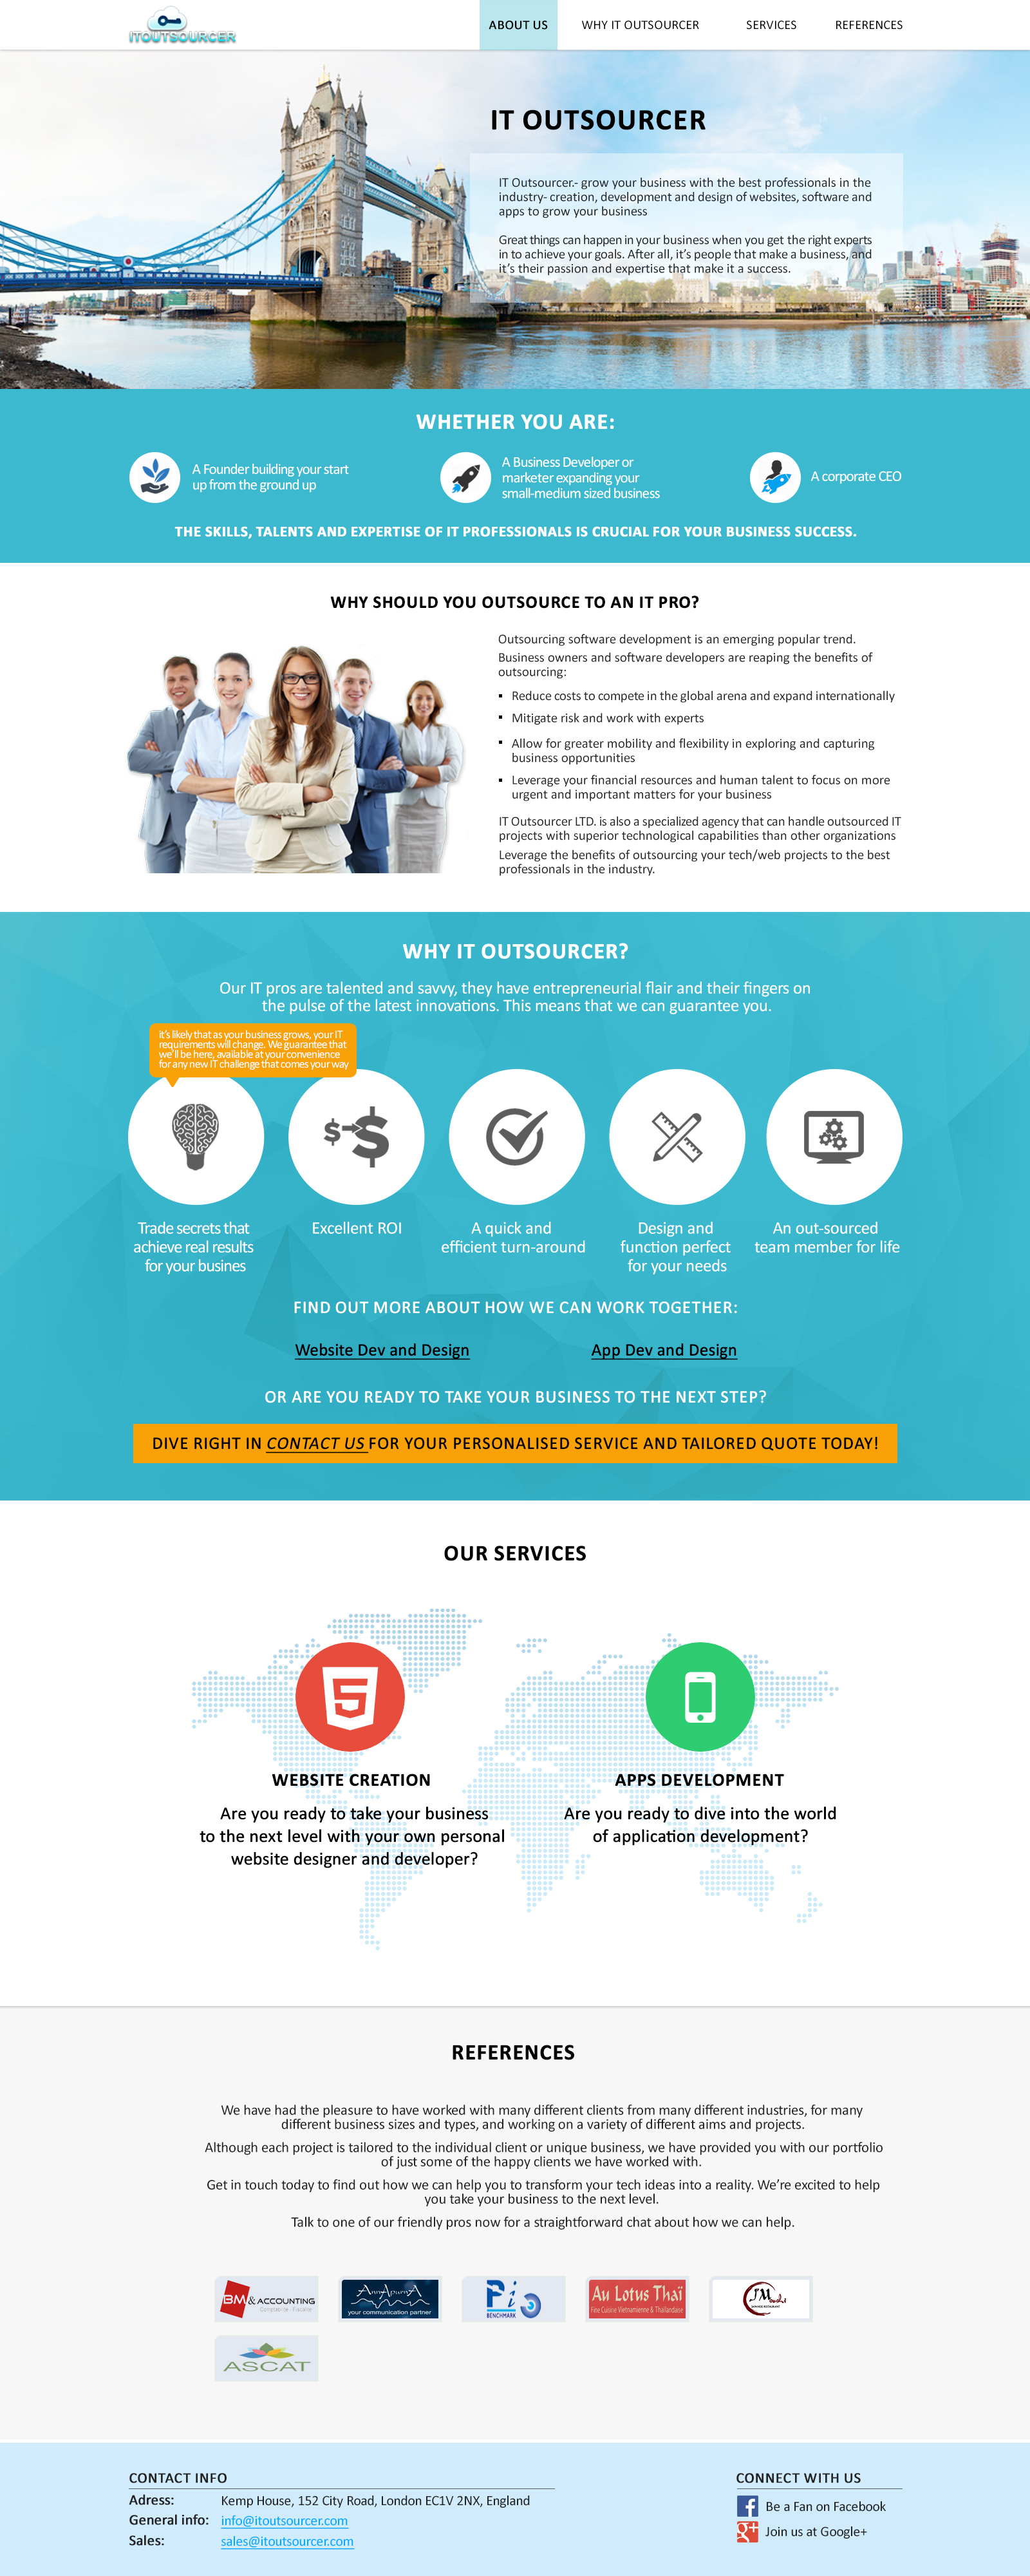 ITOUTSOURCER
ABOUT US
WHY IT OUTSOURCER
SERVICES
REFERENCES
IT OUTSOURCER
IT Outsourcer.- grow your business with the best professionals in the
industry- creation, development and design of websites, software and
apps to grow your business
Great things can happen in your business when you get the right experts
in to achieve your goals. After all, it's people that make a business, and
it's their passion and expertise that make it a success.
WHETHER YOU ARE:
A Founder building your start
up from the ground up
A Business Developer or
marketer expanding your
small-medium sized business
A corporate CEO
THE SKILLS, TALENTS AND EXPERTISE OF IT PROFESSIONALS IS CRUCIAL FOR YOUR BUSINESS SUCCESS.
WHY SHOULD YOU OUTSOURCE TO AN IT PRO?
Outsourcing software development is an emerging popular trend.
Business owners and software developers are reaping the benefits of
outsourcing:
▪ Reduce costs to compete in the global arena and expand internationally
▪ Mitigate risk and work with experts
▪ Allow for greater mobility and flexibility in exploring and capturing
business opportunities
▪ Leverage your financial resources and human talent to focus on more
urgent and important matters for your business
IT Outsourcer LTD. is also a specialized agency that can handle outsourced IT
projects with superior technological capabilities than other organizations
Leverage the benefits of outsourcing your tech/web projects to the best
professionals in the industry.
WHY IT OUTSOURCER?
Our IT pros are talented and savvy, they have entrepreneurial flair and their fingers on
the pulse of the latest innovations. This means that we can guarantee you.
it's likely that as your business grows, your IT
requirements will change. We guarantee that
we'll be here, available at your convenience
for any new IT challenge that comes your way
$ $
Trade secrets that
achieve real results
for your busines
Excellent ROI
A quick and
efficient turn-around
Design and
function perfect
for your needs
An out-sourced
team member for life
FIND OUT MORE ABOUT HOW WE CAN WORK TOGETHER:
Website Dev and Design
App Dev and Design
OR ARE YOU READY TO TAKE YOUR BUSINESS TO THE NEXT STEP?
DIVE RIGHT IN CONTACT US FOR YOUR PERSONALISED SERVICE AND TAILORED QUOTE TODAY!
OUR SERVICES
5
WEBSITE CREATION
Are you ready to take your business
to the next level with your own personal
website designer and developer?
APPS DEVELOPMENT
Are you ready to dive into the world
of application development?
REFERENCES
We have had the pleasure to have worked with many different clients from many different industries, for many
different business sizes and types, and working on a variety of different aims and projects.
Although each project is tailored to the individual client or unique business, we have provided you with our portfolio
of just some of the happy clients we have worked with.
Get in touch today to find out how we can help you to transform your tech ideas into a reality. We're excited to help
you take your business to the next level.
Talk to one of our friendly pros now for a straightforward chat about how we can help.
BM & ACCOUNTING
AnnApurnA
your communication partner
Pi
BENCHMARK
Au Lotus Thaï
Fine Cuisine Vietnamienne & Thaïlandaise
JM
ASCAT
CONTACT INFO
Adress: Kemp House, 152 City Road, London EC1V 2NX, England
General info: info@itoutsourcer.com
Sales: sales@itoutsourcer.com
CONNECT WITH US
f Be a Fan on Facebook
g+ Join us at Google+